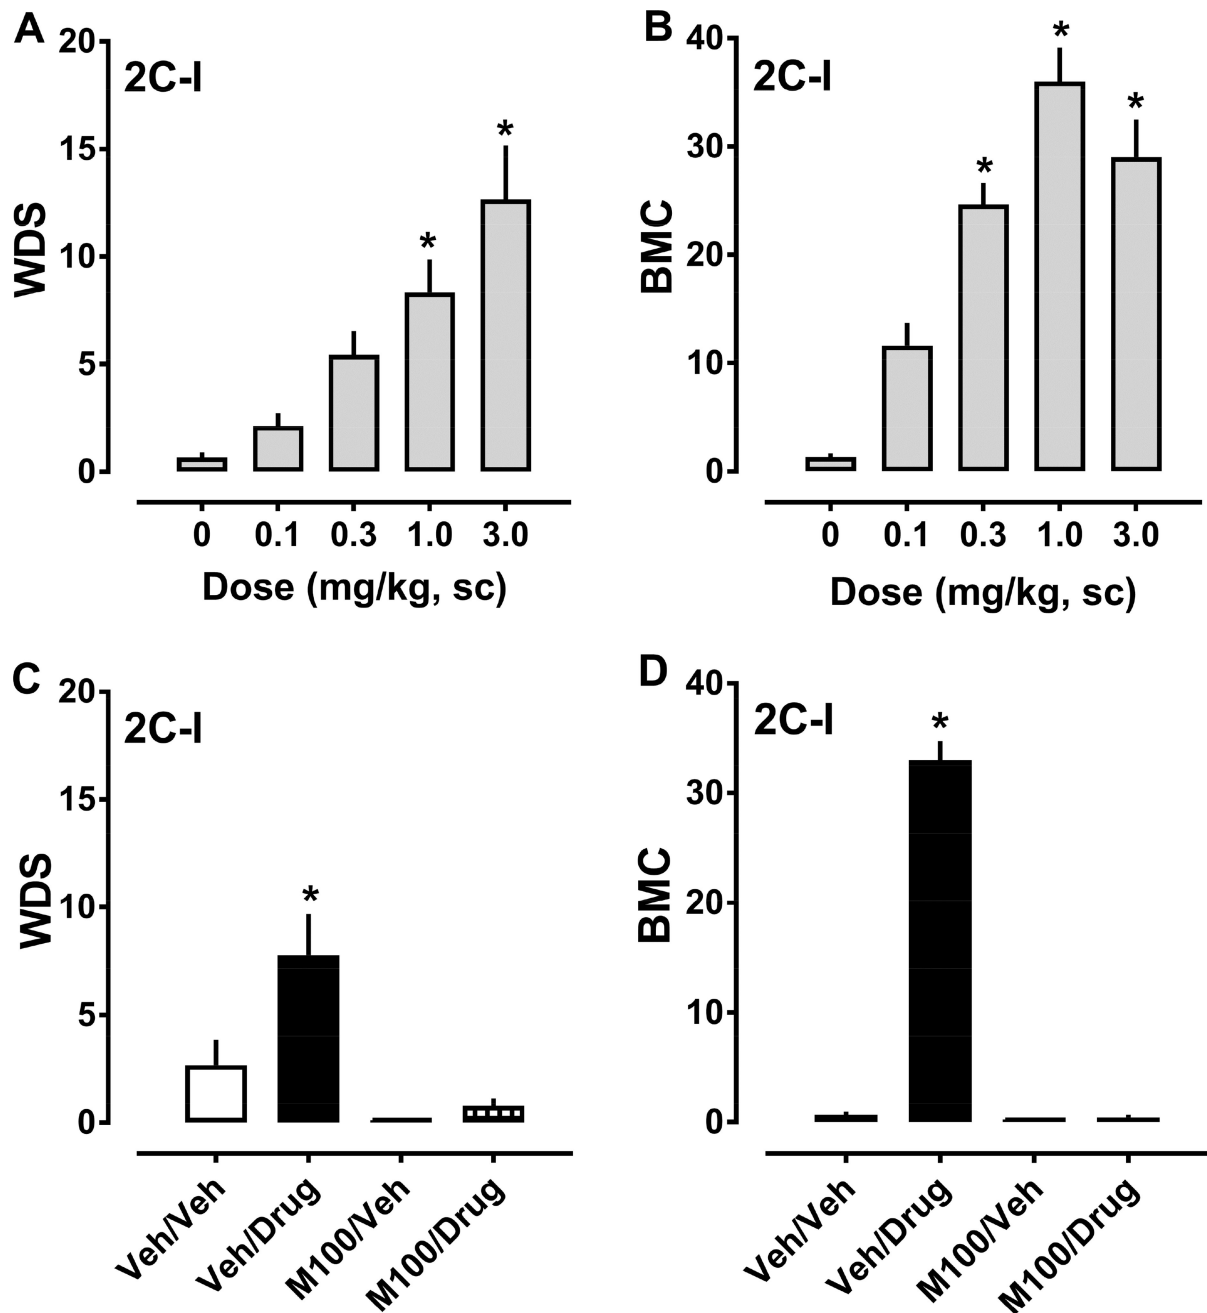 A
20
15
10
5
0
WDS
2C-I
*
*
0 0.1 0.3 1.0 3.0
Dose (mg/kg, sc)
B
40
30
20
10
0
BMC
2C-I
*
*
*
0 0.1 0.3 1.0 3.0
Dose (mg/kg, sc)
C
20
15
10
5
0
WDS
2C-I
*
Veh/Veh
Veh/Drug
M100/Veh
M100/Drug
D
40
30
20
10
0
BMC
2C-I
*
Veh/Veh
Veh/Drug
M100/Veh
M100/Drug